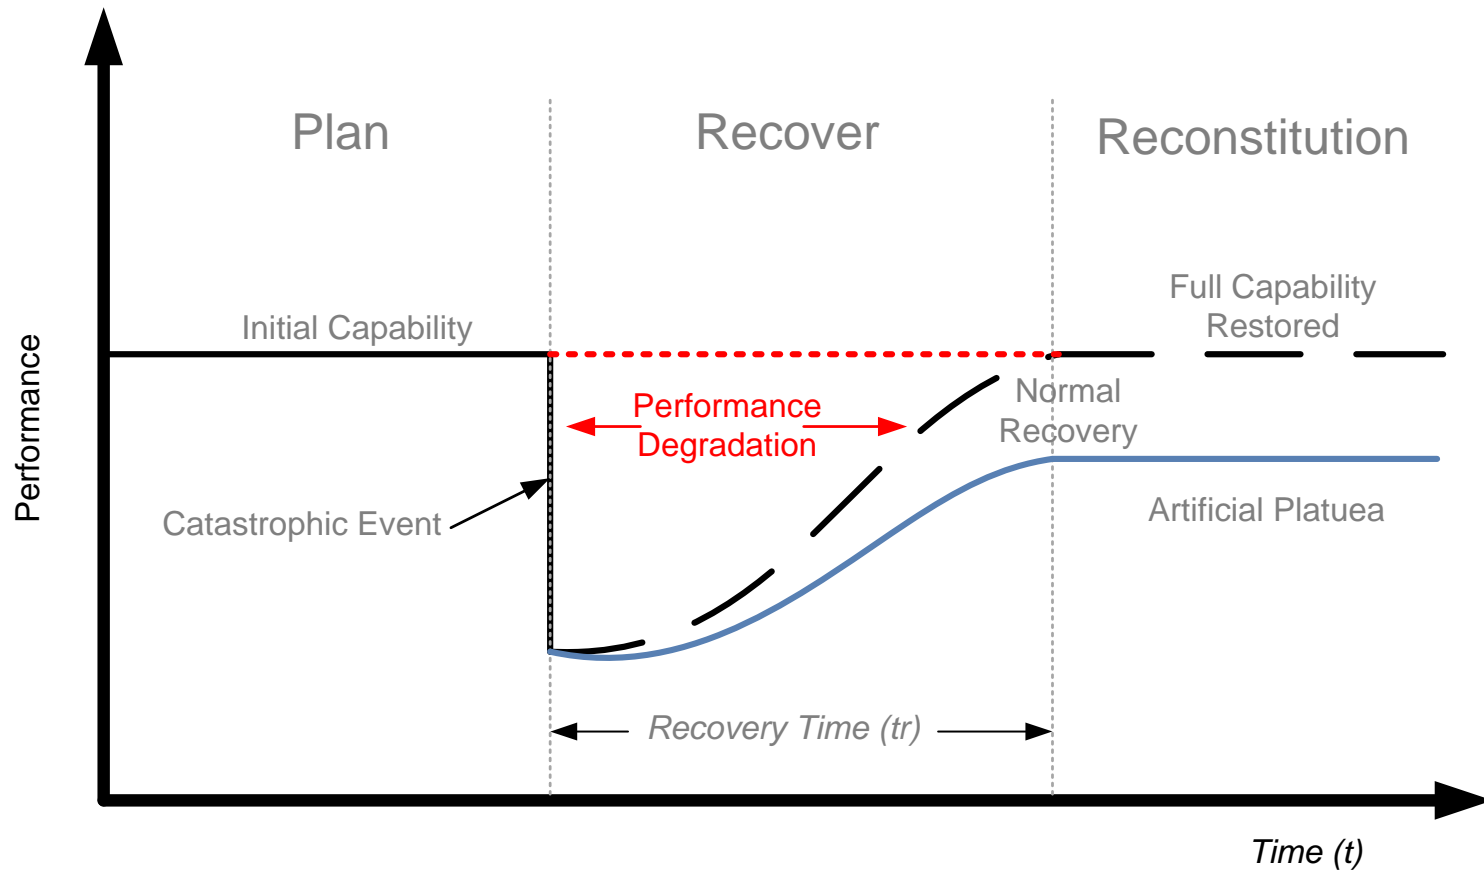 Plan
Recover
Reconstitution
Initial Capability
Full Capability
Restored
Performance
Performance
Degradation
Normal
Recovery
Catastrophic Event
Artificial Platuea
Recovery Time (tr)
Time (t)